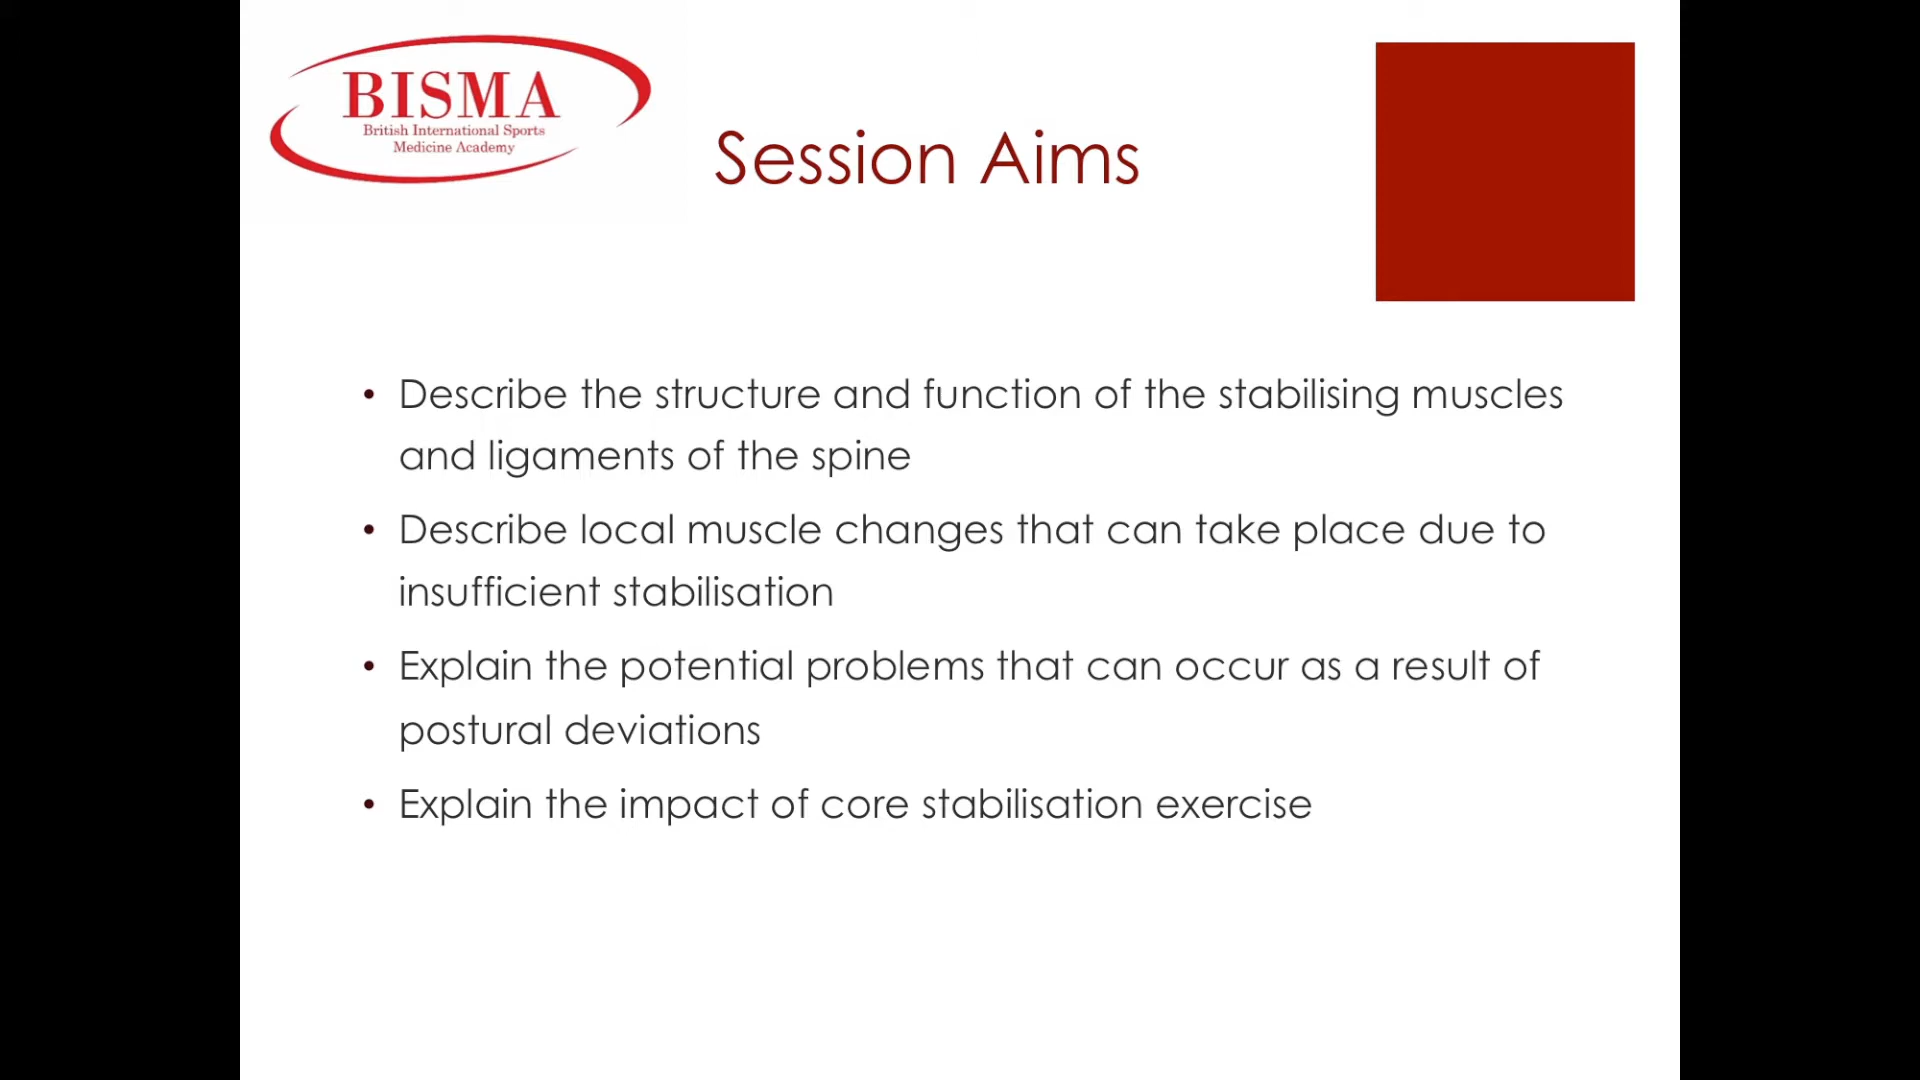 BISMA
British International Sports
Medicine Academy
Session Aims
• Describe the structure and function of the stabilising muscles
and ligaments of the spine
• Describe local muscle changes that can take place due to
insufficient stabilisation
• Explain the potential problems that can occur as a result of
postural deviations
• Explain the impact of core stabilisation exercise